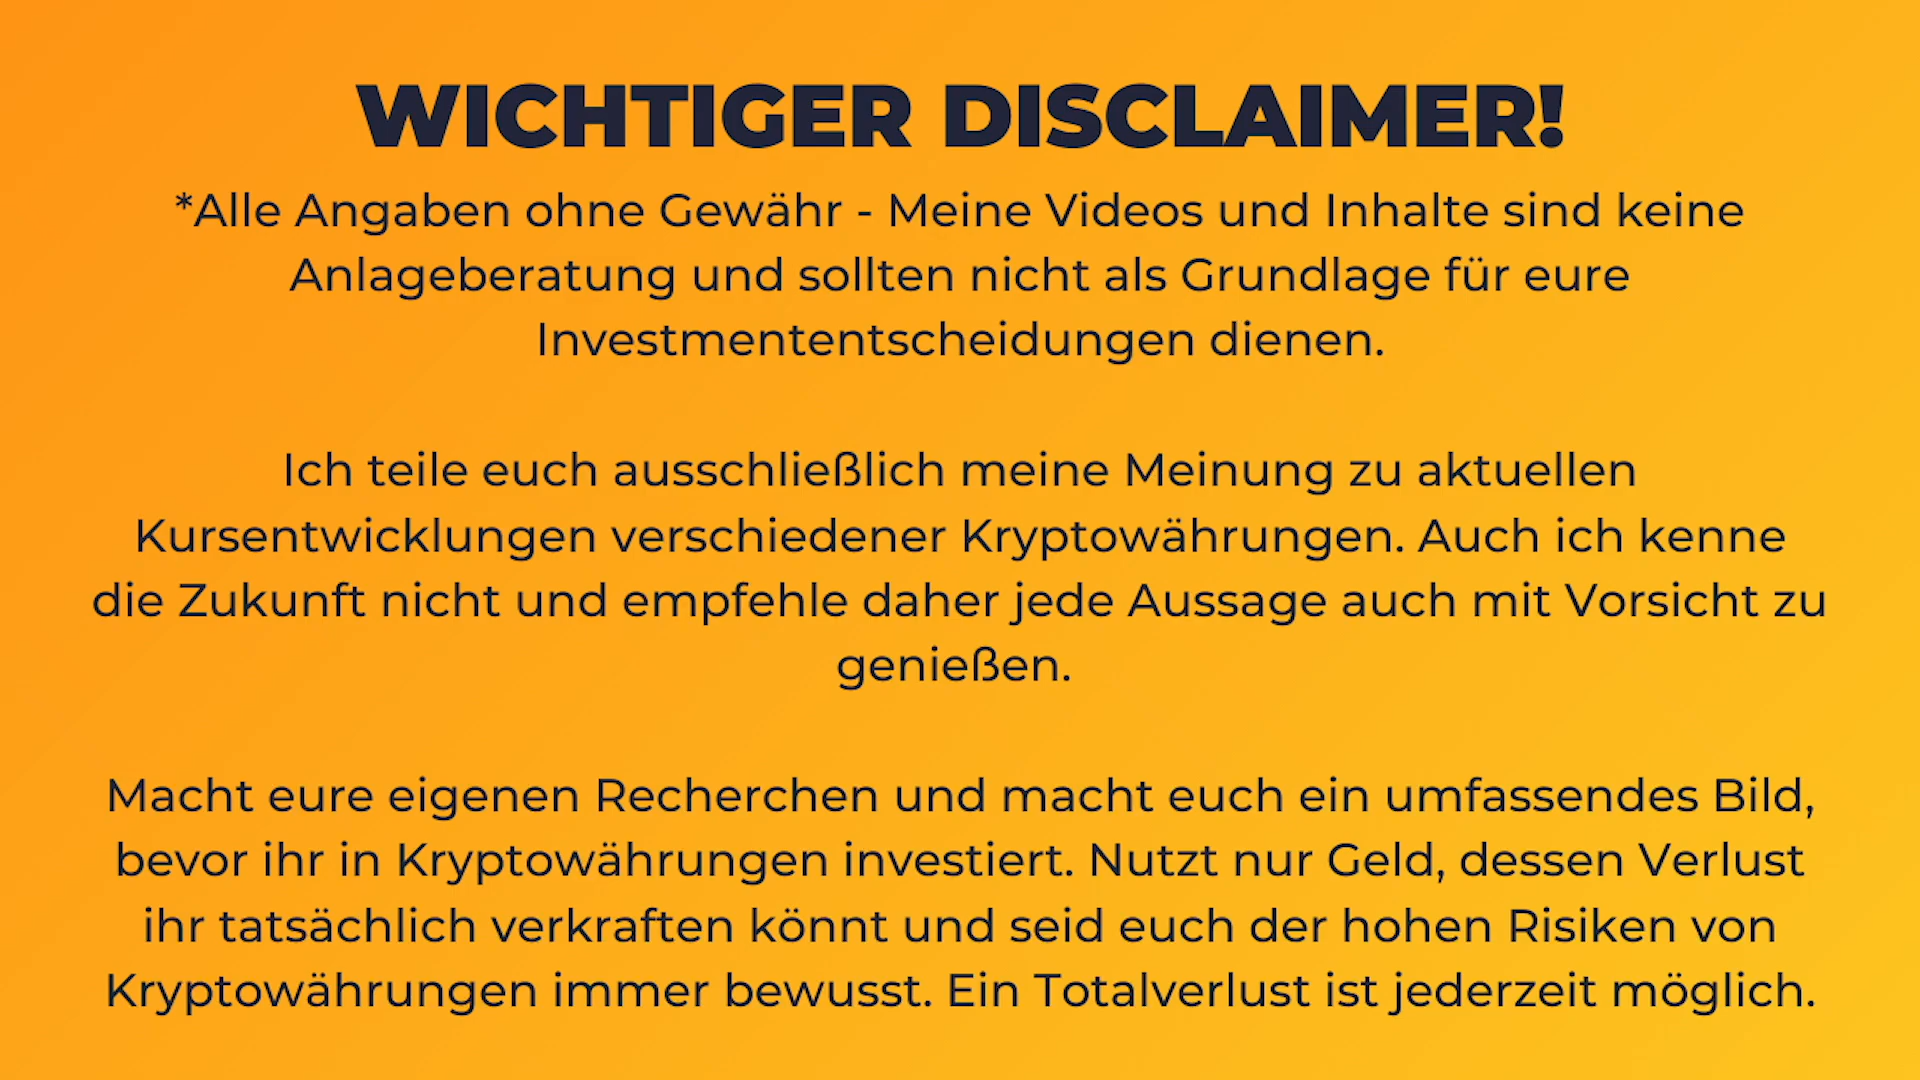 WICHTIGER DISCLAIMER!
*Alle Angaben ohne Gewähr - Meine Videos und Inhalte sind keine
Anlageberatung und sollten nicht als Grundlage für eure
Investmententscheidungen dienen.
Ich teile euch ausschließlich meine Meinung zu aktuellen
Kursentwicklungen verschiedener Kryptowährungen. Auch ich kenne
die Zukunft nicht und empfehle daher jede Aussage auch mit Vorsicht zu
genießen.
Macht eure eigenen Recherchen und macht euch ein umfassendes Bild,
bevor ihr in Kryptowährungen investiert. Nutzt nur Geld, dessen Verlust
ihr tatsächlich verkraften könnt und seid euch der hohen Risiken von
Kryptowährungen immer bewusst. Ein Totalverlust ist jederzeit möglich.